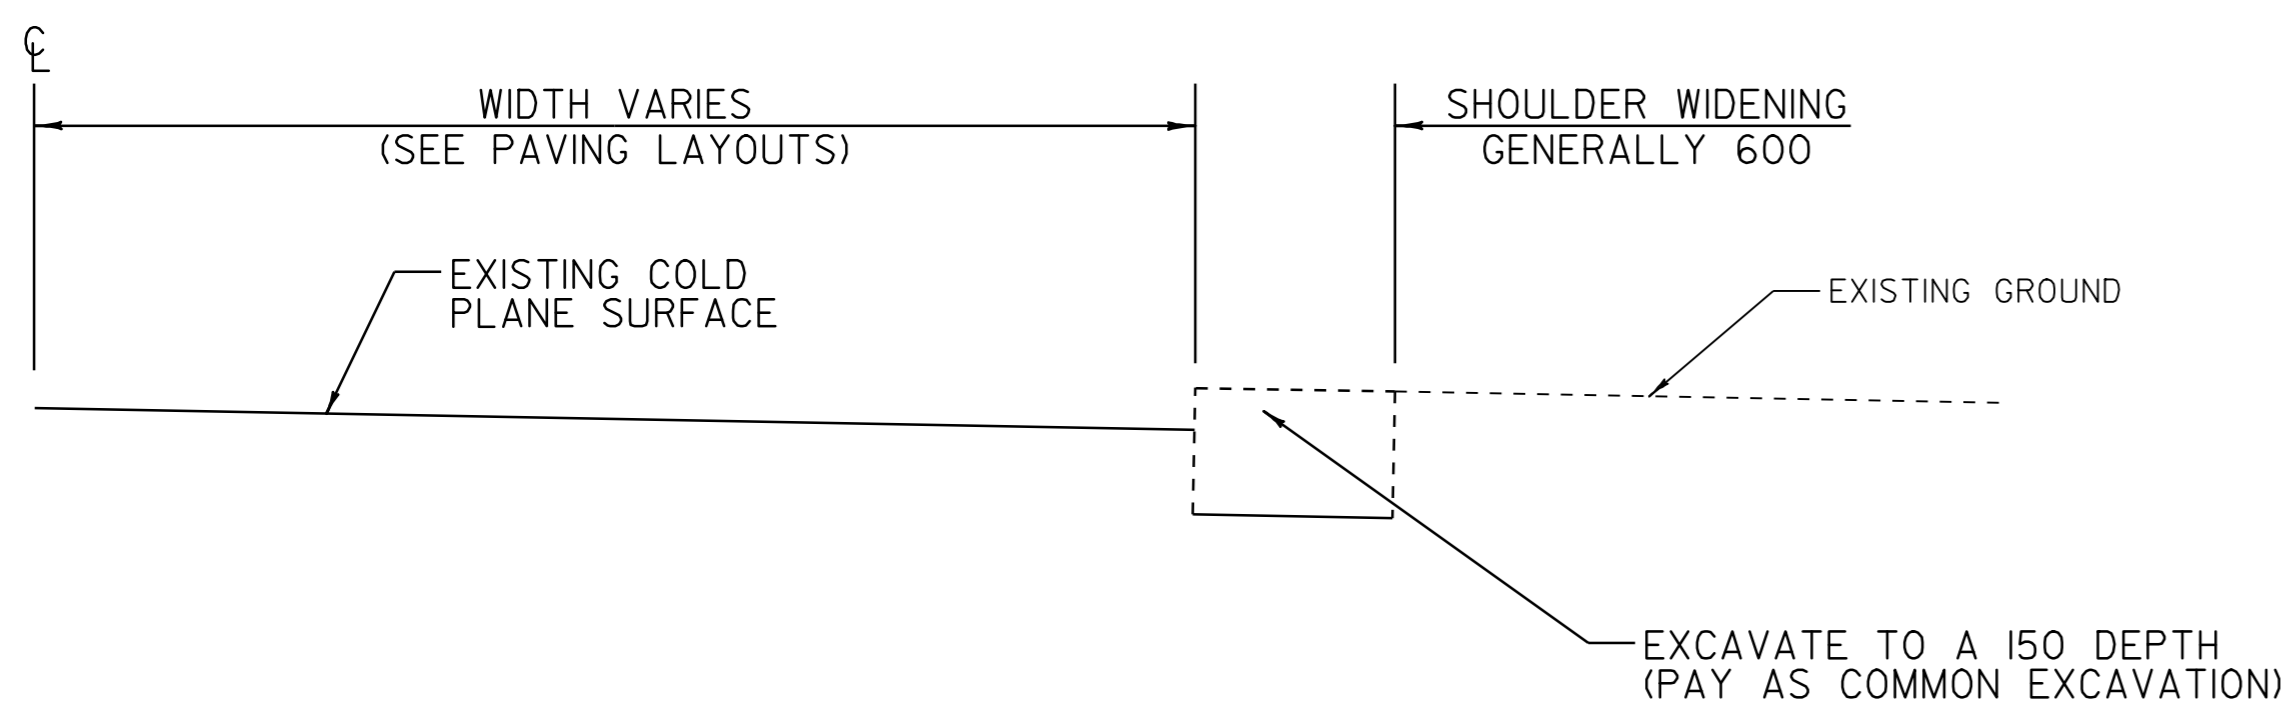 ℄
WIDTH VARIES
(SEE PAVING LAYOUTS)
SHOULDER WIDENING
GENERALLY 600
EXISTING COLD
PLANE SURFACE
EXISTING GROUND
EXCAVATE TO A 150 DEPTH
(PAY AS COMMON EXCAVATION)